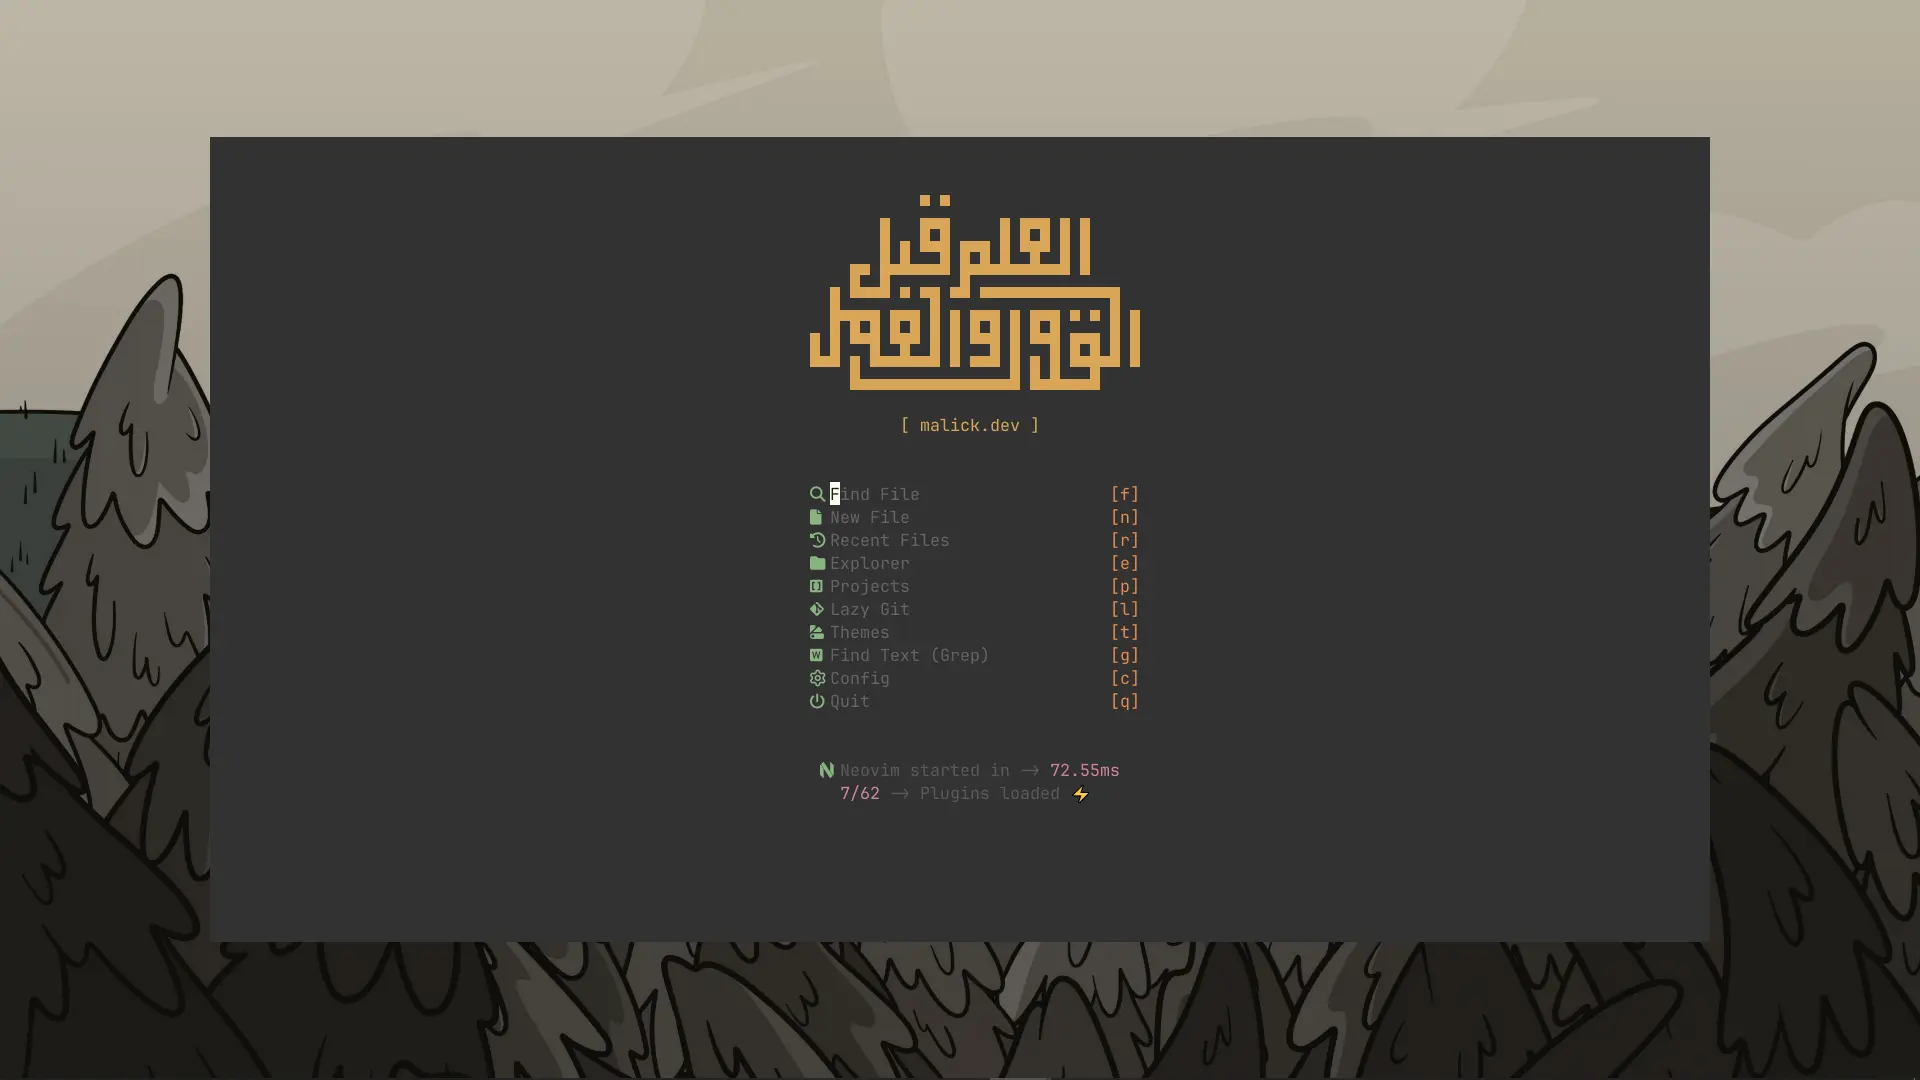 العلم قبل
القول والعمل
[ malick.dev ]
Find File [f]
New File [n]
Recent Files [r]
Explorer [e]
Projects [p]
Lazy Git [l]
Themes [t]
Find Text (Grep) [g]
Config [c]
Quit [q]
Neovim started in → 72.55ms
7/62 → Plugins loaded ⚡